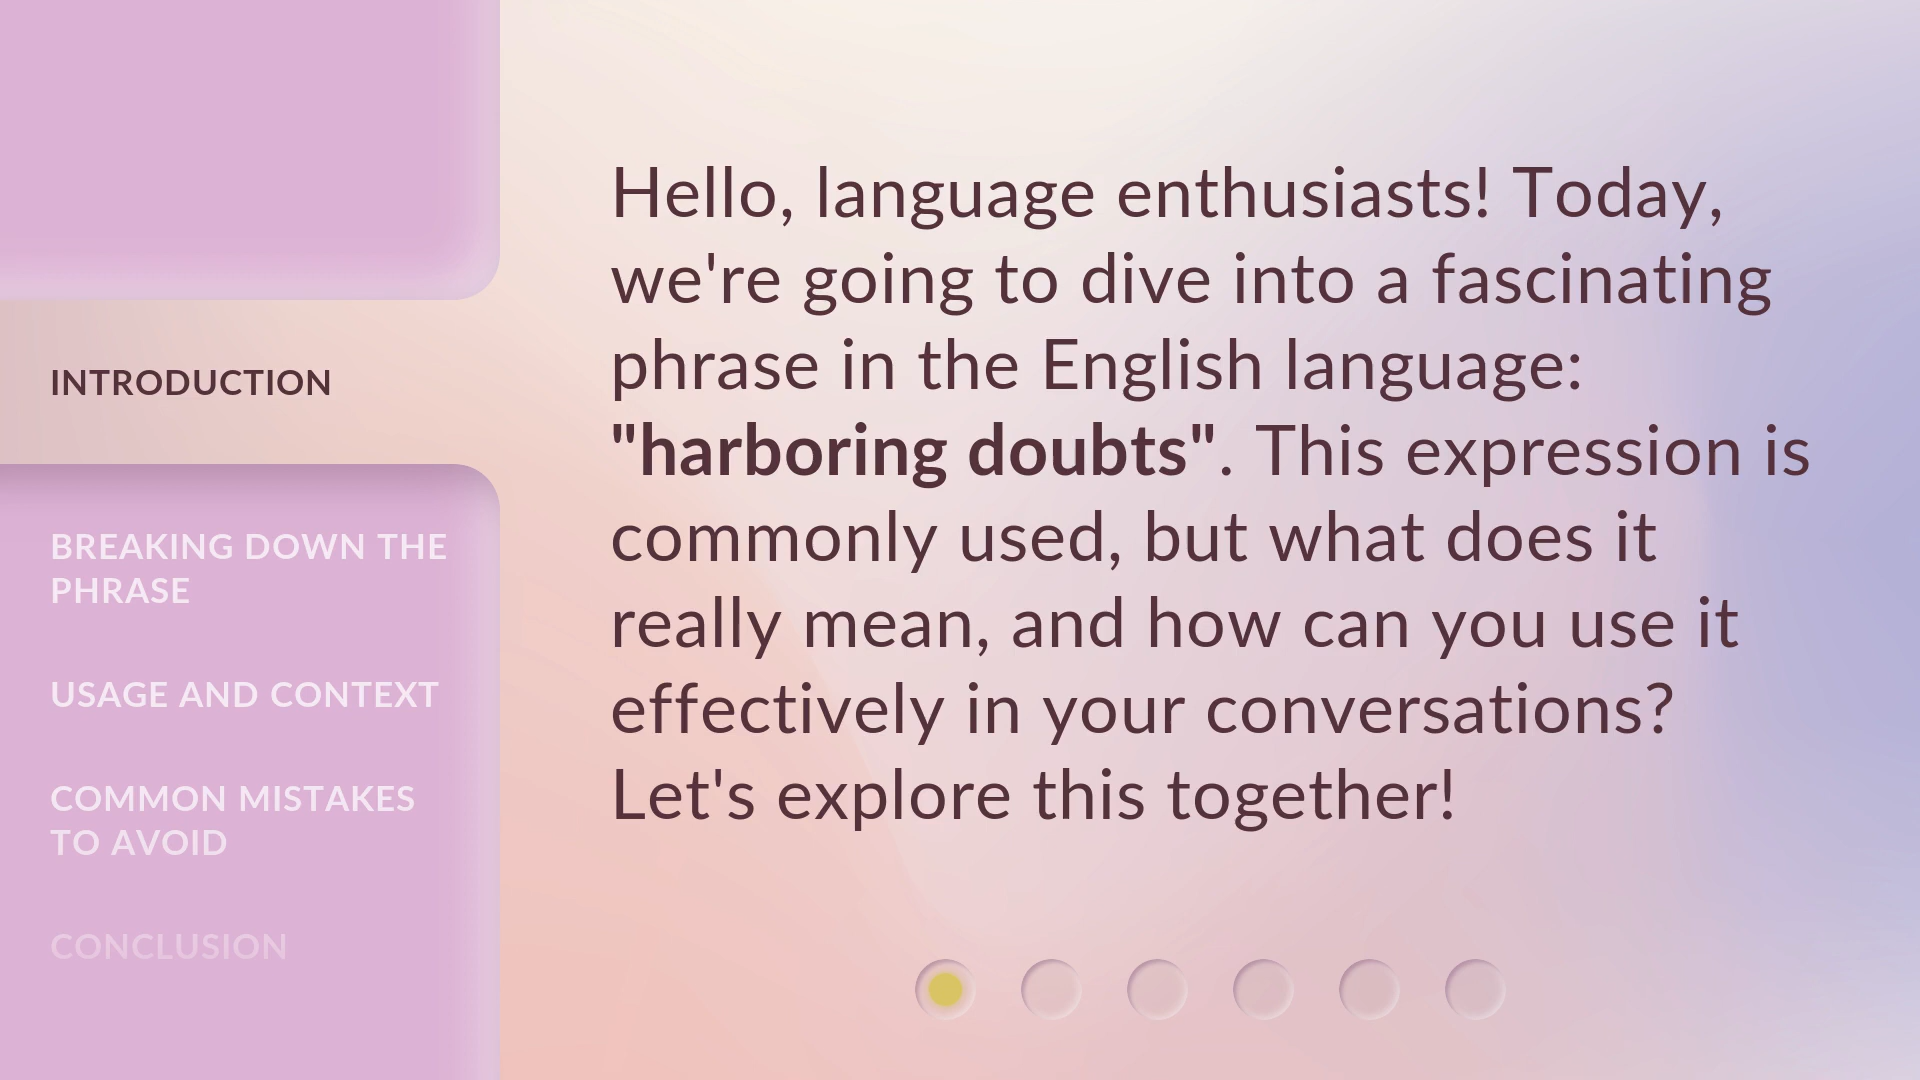 INTRODUCTION
BREAKING DOWN THE
PHRASE
USAGE AND CONTEXT
COMMON MISTAKES
TO AVOID
CONCLUSION
Hello, language enthusiasts! Today,
we're going to dive into a fascinating
phrase in the English language:
"harboring doubts". This expression is
commonly used, but what does it
really mean, and how can you use it
effectively in your conversations?
Let's explore this together!